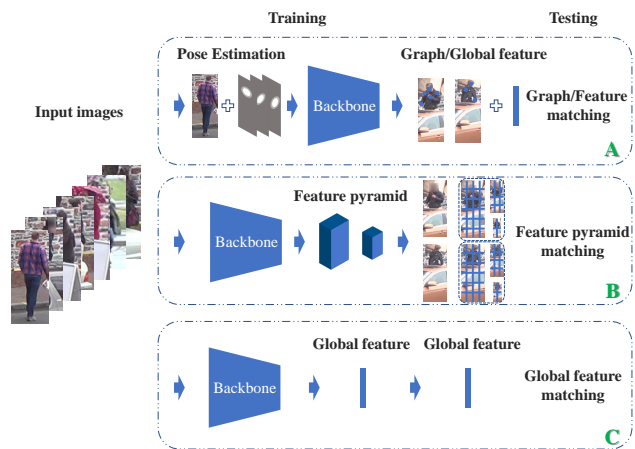 Training
Testing
Input images
Pose Estimation
Graph/Global feature
Backbone
Graph/Feature
matching
A
Feature pyramid
Backbone
Feature pyramid
matching
B
Global feature
Global feature
Backbone
Global feature
matching
C